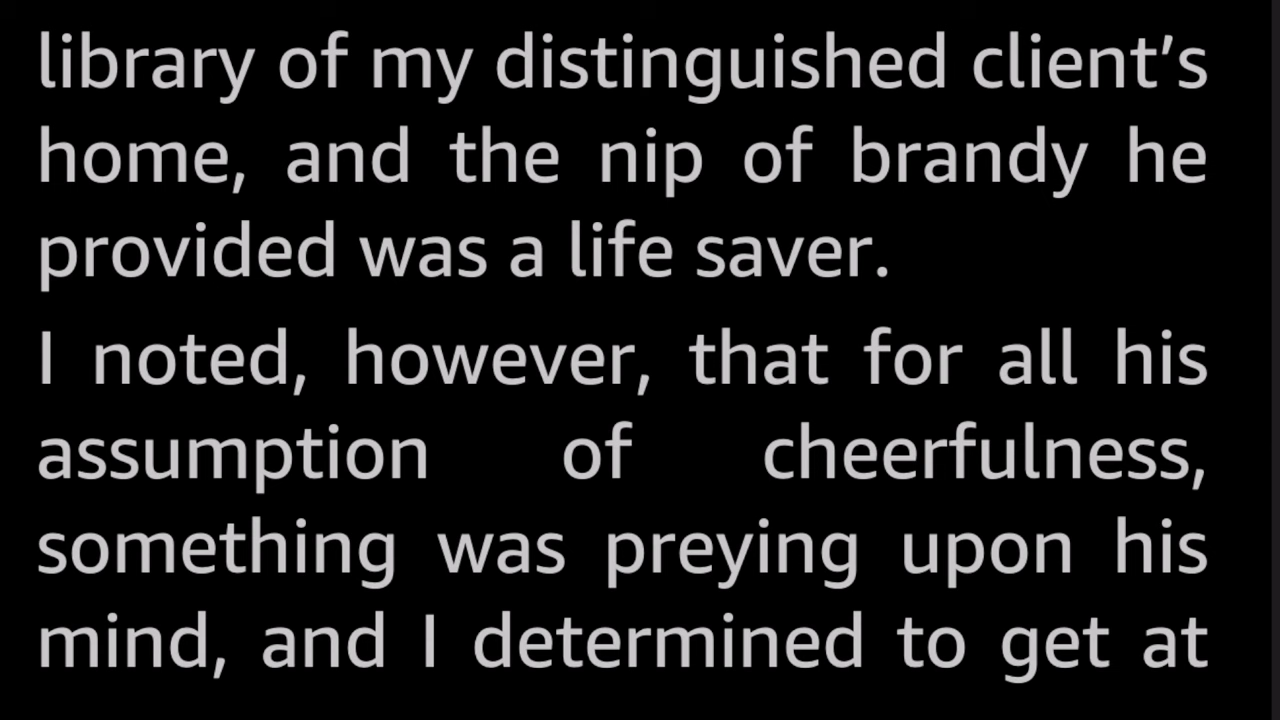 library of my distinguished client’s
home, and the nip of brandy he
provided was a life saver.
I noted, however, that for all his
assumption of cheerfulness,
something was preying upon his
mind, and I determined to get at